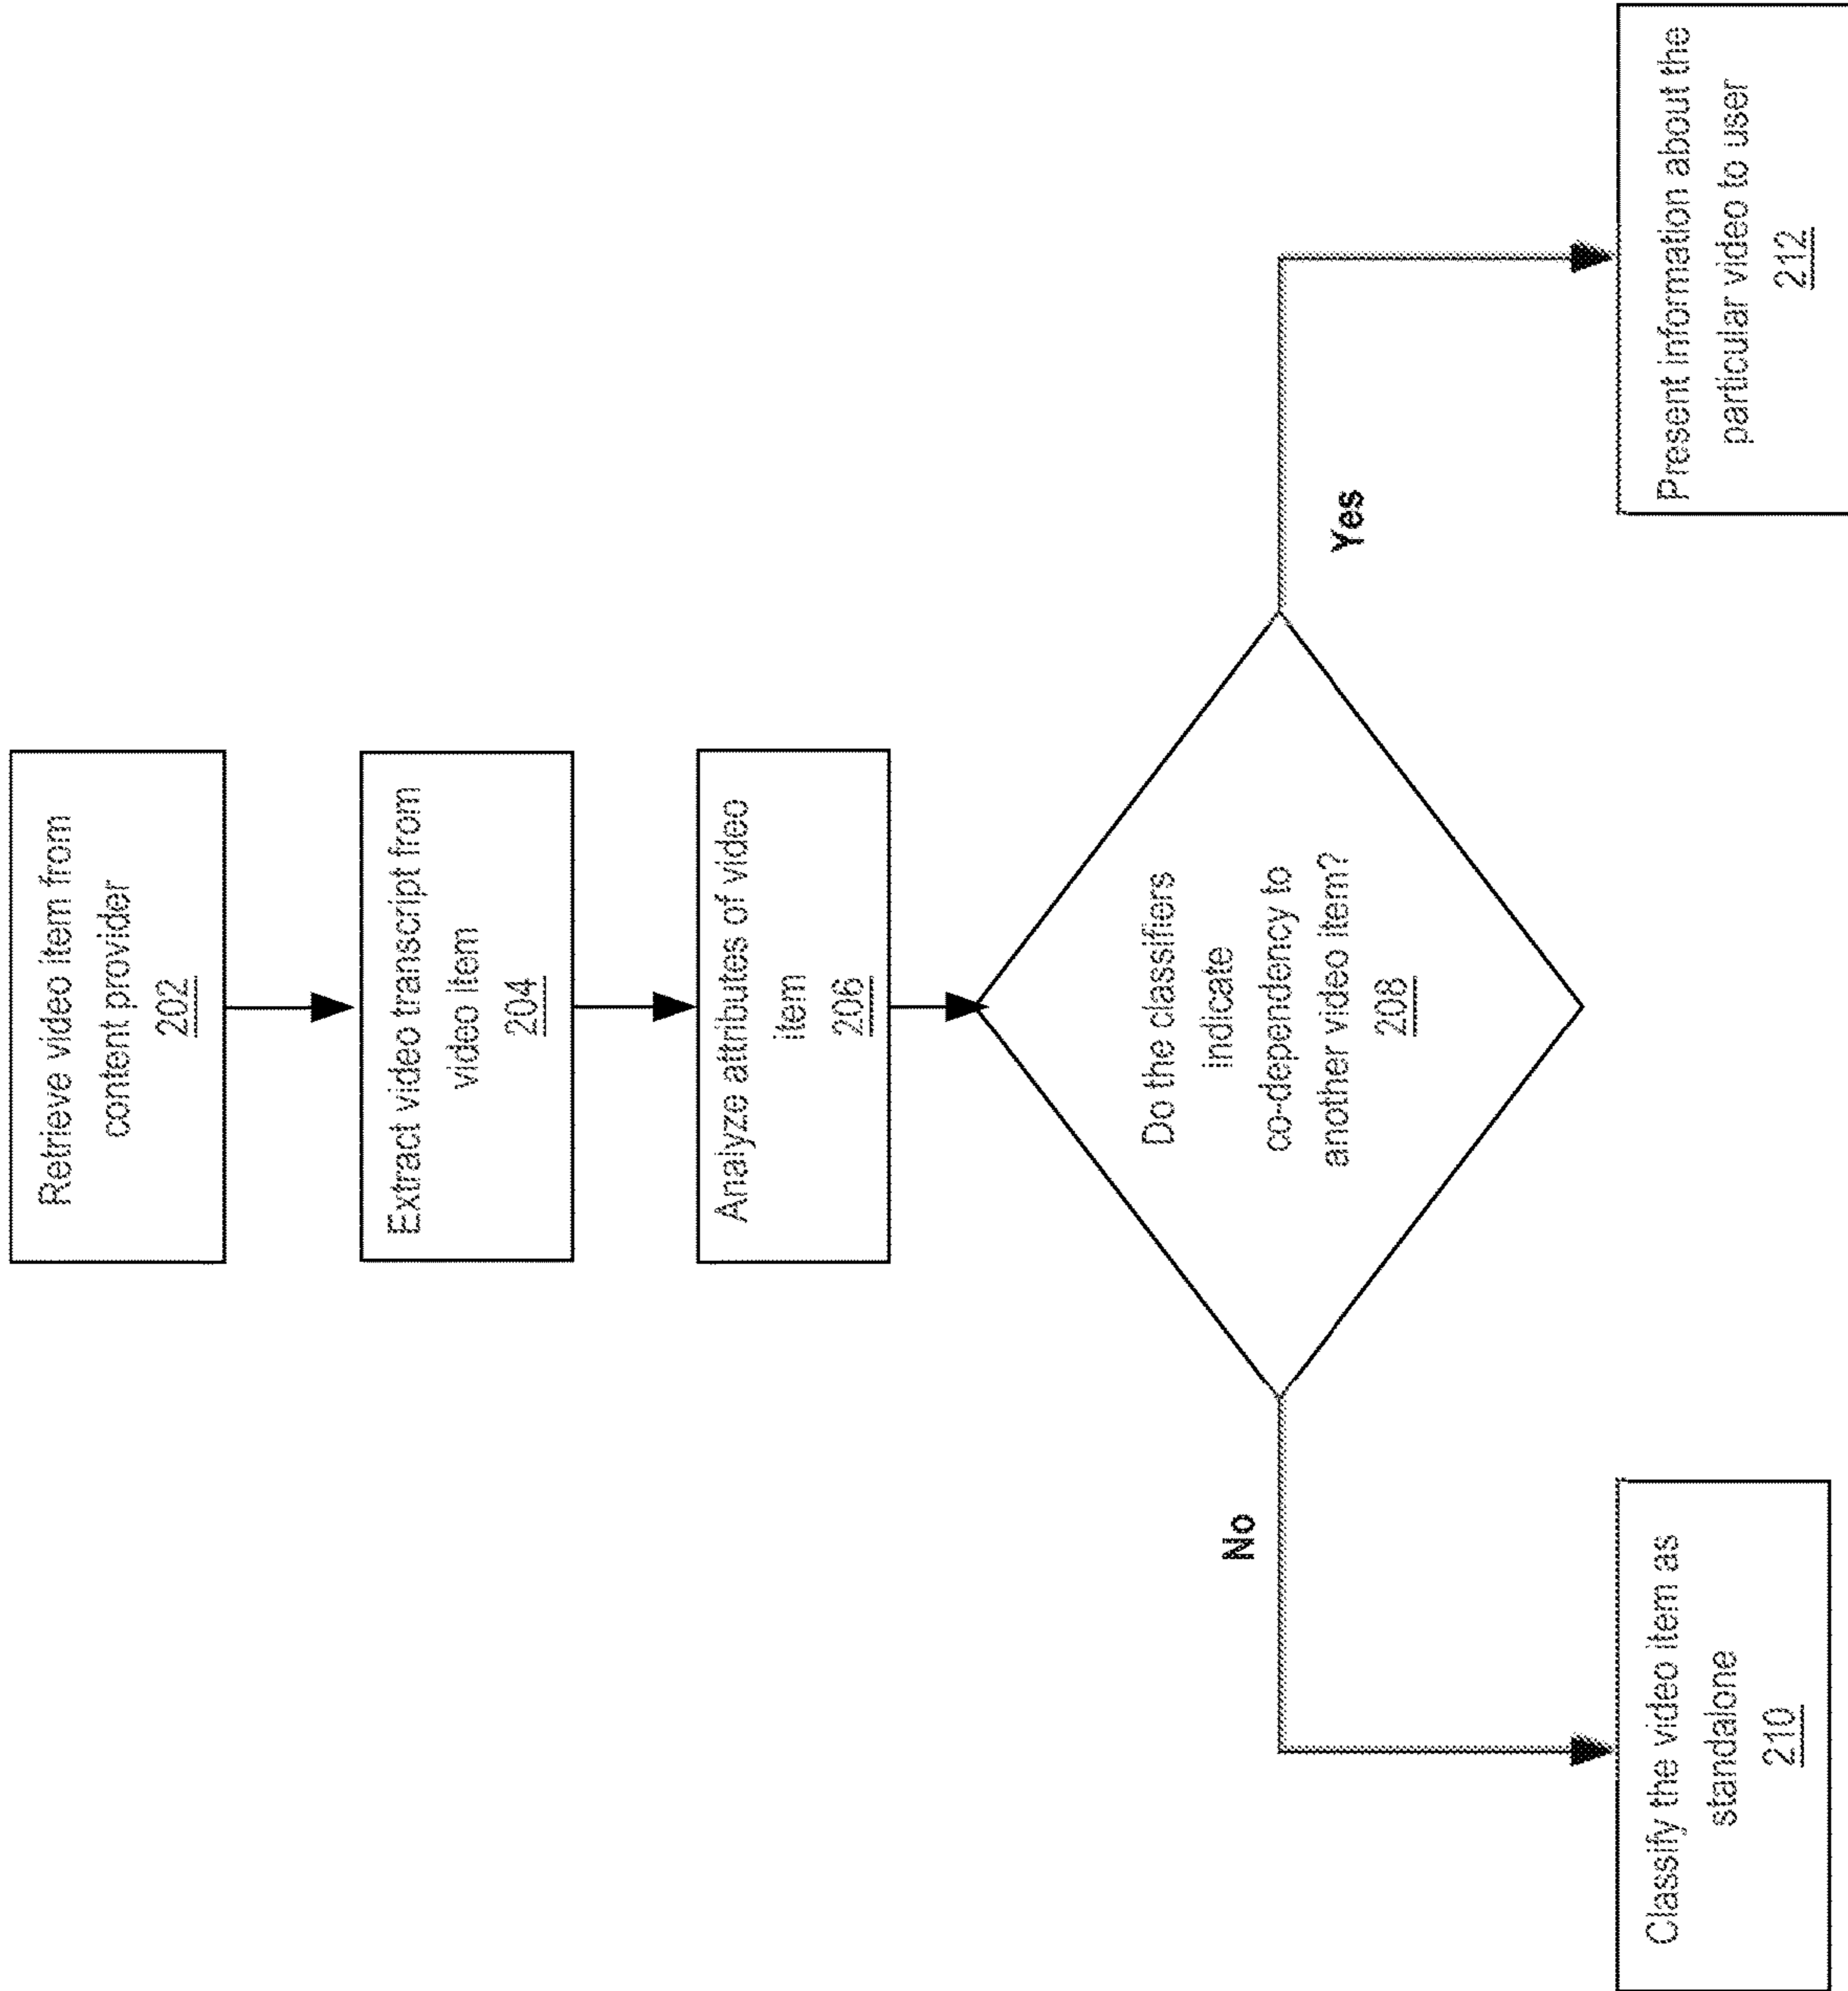 Retrieve video item from
content provider
202
Extract video transcript from
video item
204
Analyze attributes of video
item
206
Do the classifiers
indicate
co-dependency to
another video item?
208
No
Yes
Classify the video item as
standalone
210
Present information about the
particular video to user
212